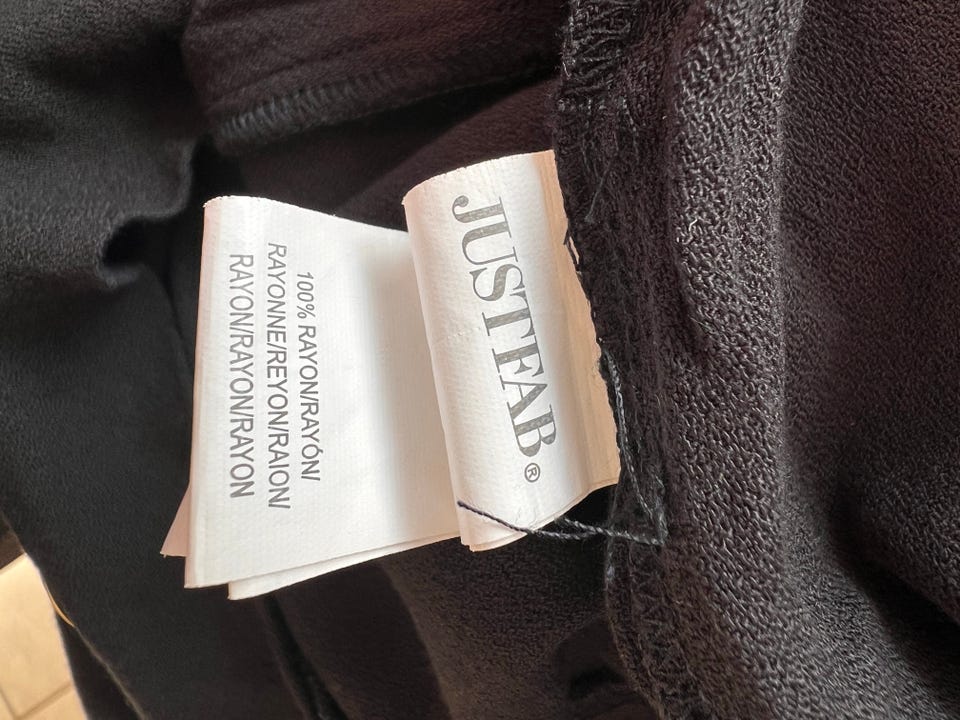 JUSTFAB®
100% RAYON/RAYÓN/
RAYONNE/REYON/RAION/
RAYON/RAYON/RAYON